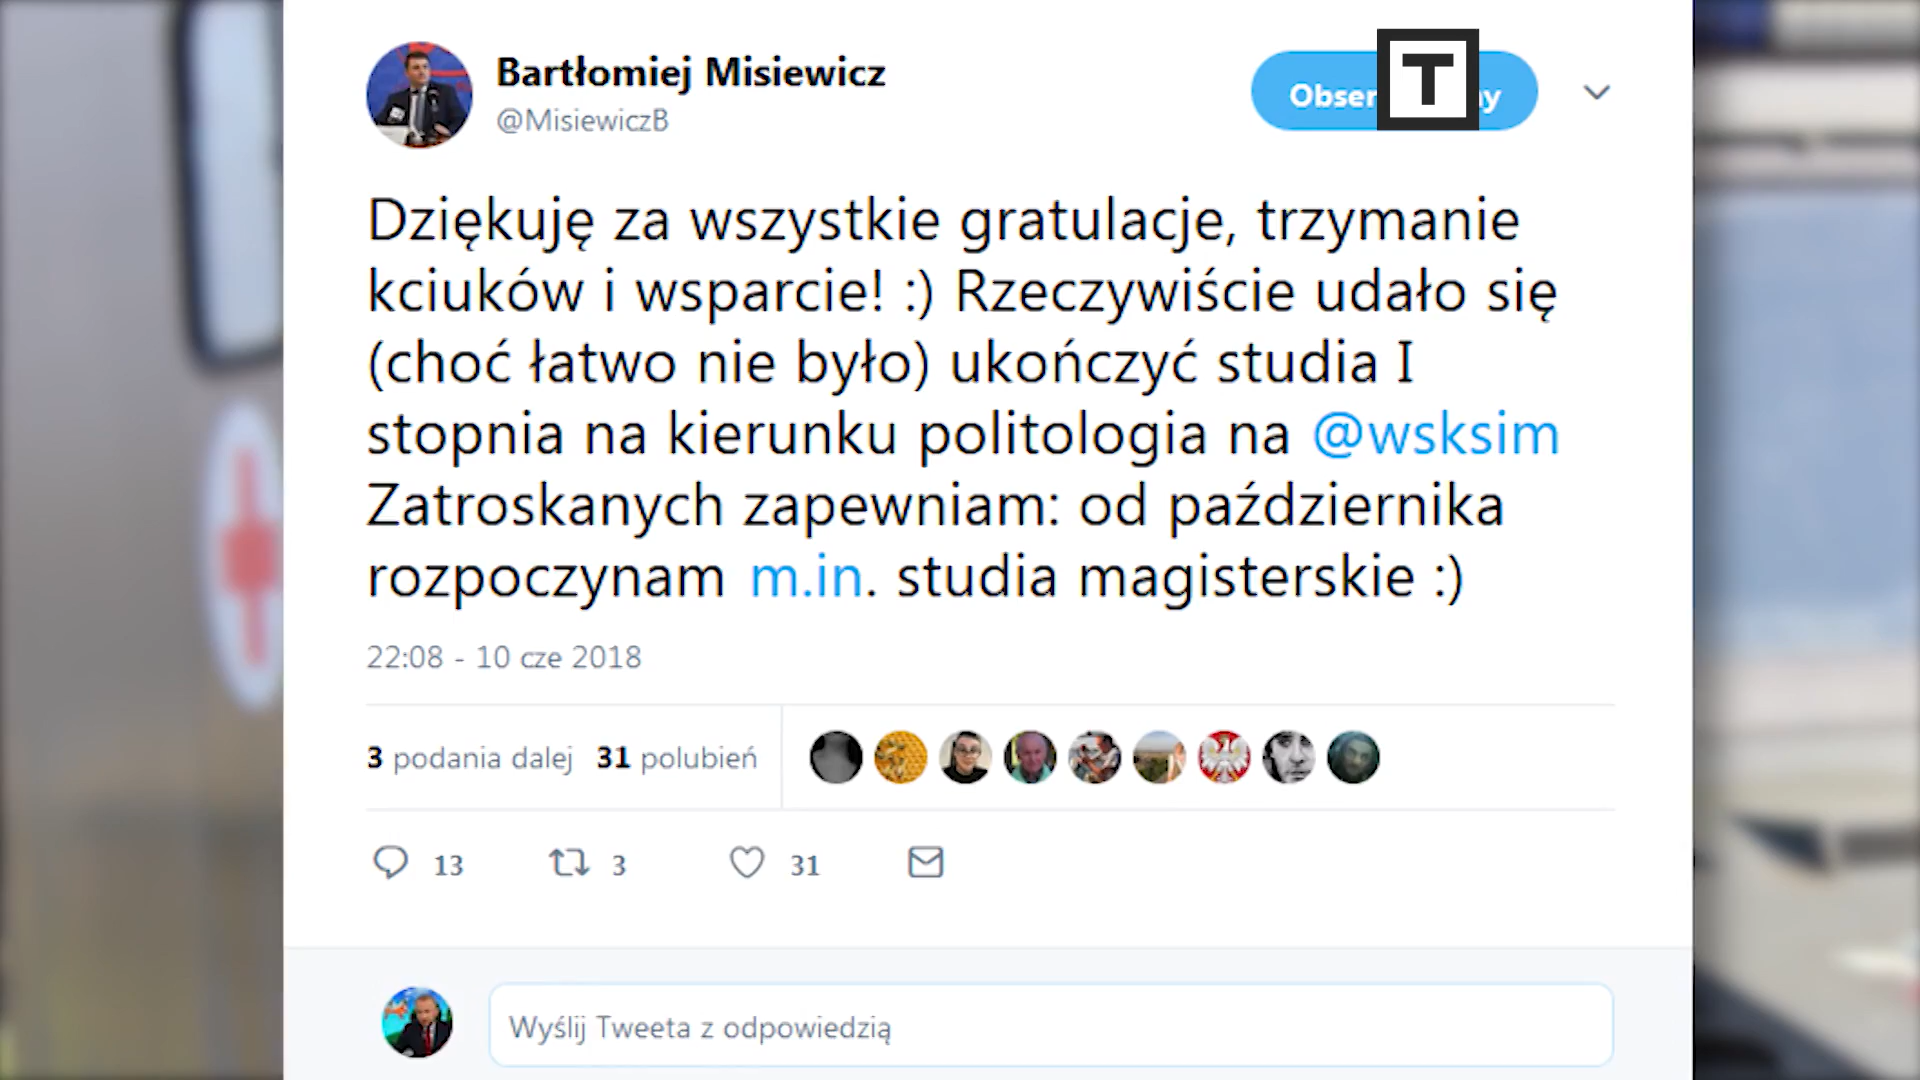 Bartłomiej Misiewicz
@MisiewiczB
T
Dziękuję za wszystkie gratulacje, trzymanie
kciuków i wsparcie! :) Rzeczywiście udało się
(choć łatwo nie było) ukończyć studia I
stopnia na kierunku politologia na @wsksim
Zatroskanych zapewniam: od października
rozpoczynam m.in. studia magisterskie :)
22:08 - 10 cze 2018
3 podania dalej 31 polubień
13 3 31
Wyślij Tweeta z odpowiedzią